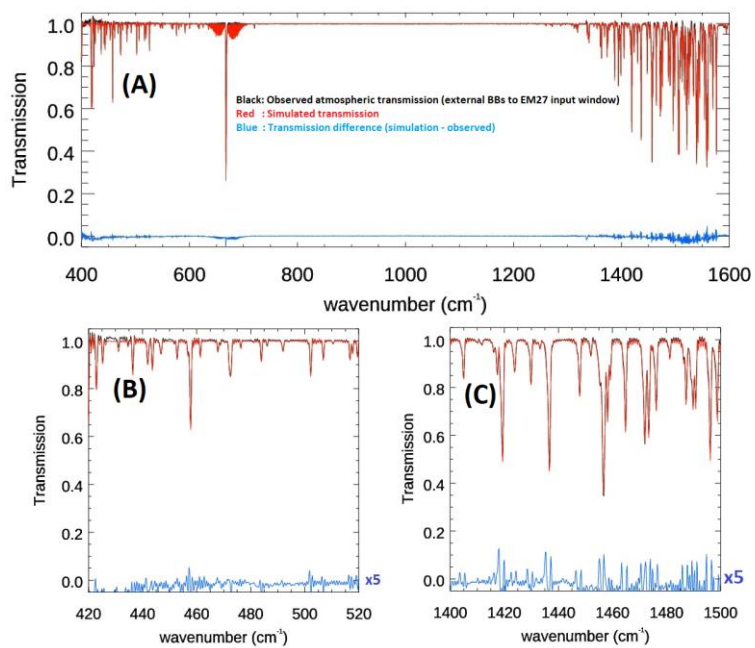 1.0
0.8
0.6
0.4
0.2
0.0
Transmission
(A)
Black: Observed atmospheric transmission (external BBs to EM27 input window)
Red : Simulated transmission
Blue : Transmission difference (simulation - observed)
400 600 800 1000 1200 1400 1600
wavenumber (cm⁻¹)
1.0
0.8
0.6
0.4
0.2
0.0
Transmission
(B)
x5
420 440 460 480 500 520
wavenumber (cm⁻¹)
1.0
0.8
0.6
0.4
0.2
0.0
Transmission
(C)
x5
1400 1420 1440 1460 1480 1500
wavenumber (cm⁻¹)